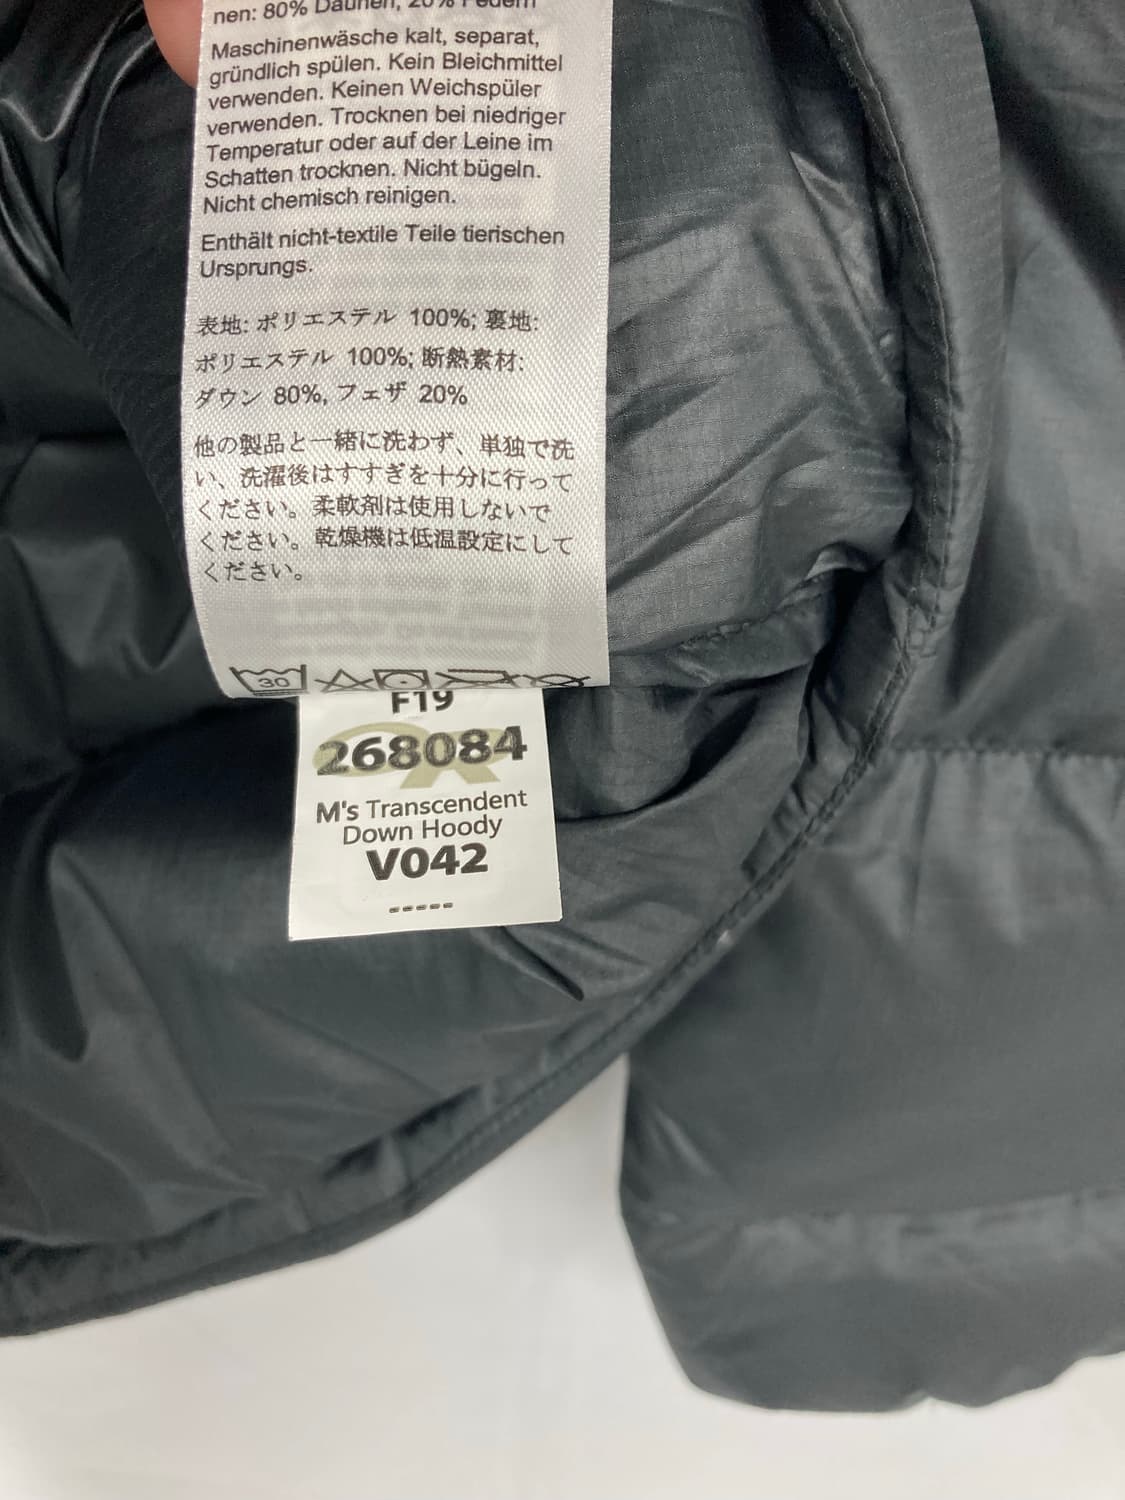 nen: 80% Daunen, 20% Federn
Maschinenwäsche kalt, separat,
gründlich spülen. Kein Bleichmittel
verwenden. Keinen Weichspüler
verwenden. Trocknen bei niedriger
Temperatur oder auf der Leine im
Schatten trocknen. Nicht bügeln.
Nicht chemisch reinigen.
Enthält nicht-textile Teile tierischen
Ursprungs.
表地: ポリエステル 100%; 裏地:
ポリエステル 100%; 断熱素材:
ダウン 80%, フェザ 20%
他の製品と一緒に洗わず、単独で洗
い、洗濯後はすすぎを十分に行って
ください。柔軟剤は使用しないで
ください。乾燥機は低温設定にして
ください。
30
F19
268084
M's Transcendent
Down Hoody
V042
-----